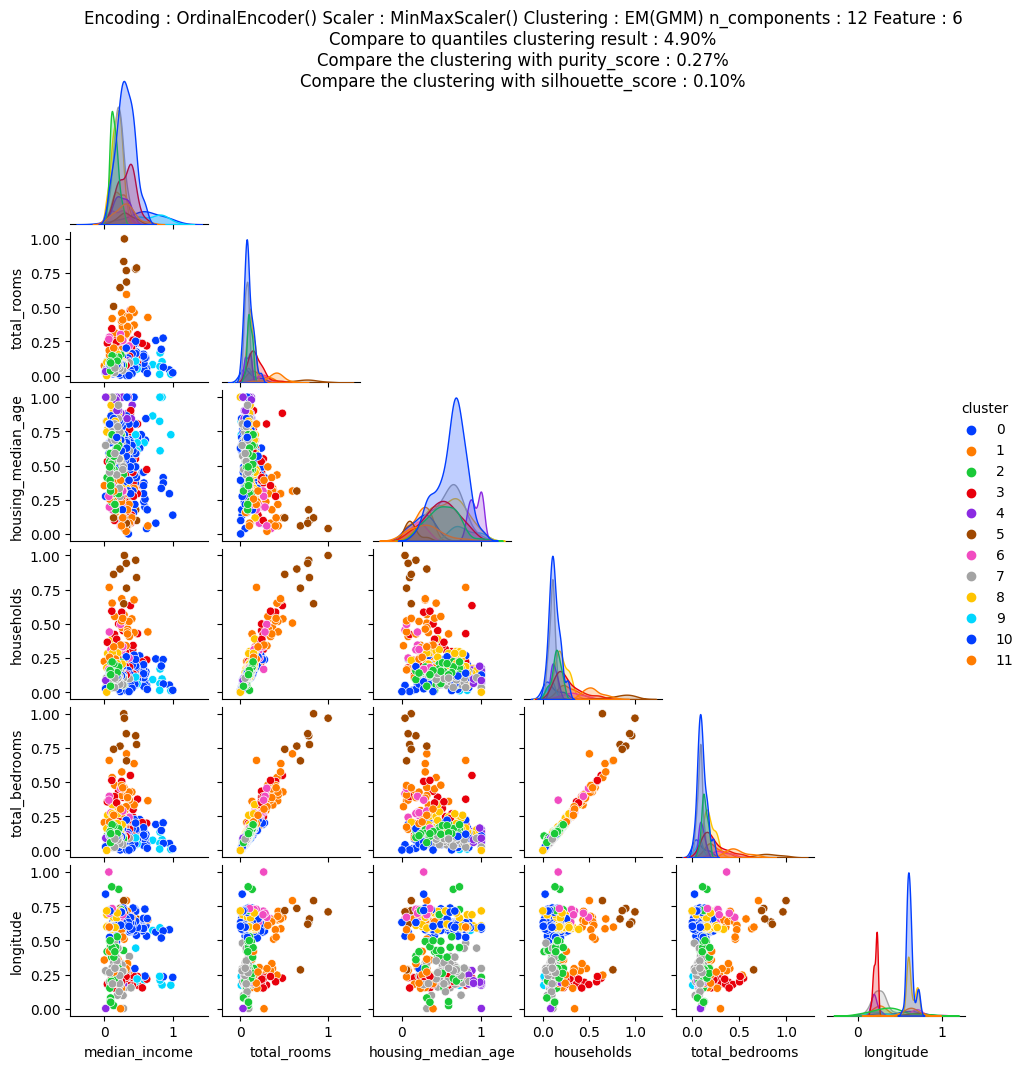 Encoding : OrdinalEncoder() Scaler : MinMaxScaler() Clustering : EM(GMM) n_components : 12 Feature : 6
Compare to quantiles clustering result : 4.90%
Compare the clustering with purity_score : 0.27%
Compare the clustering with silhouette_score : 0.10%
1.00
0.75
0.50
0.25
0.00
total_rooms
1.00
0.75
0.50
0.25
0.00
housing_median_age
1.00
0.75
0.50
0.25
0.00
households
1.00
0.75
0.50
0.25
0.00
total_bedrooms
1.00
0.75
0.50
0.25
0.00
longitude
0 1
0 1
0 1
0.0 0.5 1.0
0.0 0.5 1.0
0 1
median_income
total_rooms
housing_median_age
households
total_bedrooms
longitude
cluster
0
1
2
3
4
5
6
7
8
9
10
11